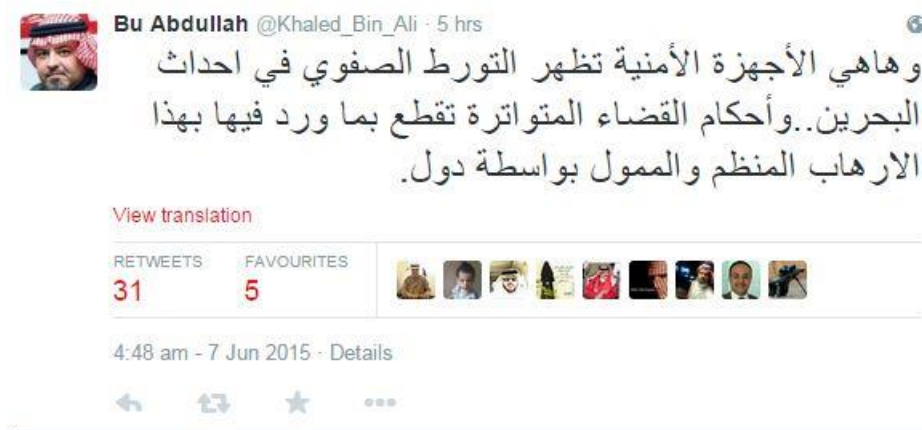 Bu Abdullah @Khaled_Bin_Ali · 5 hrs
وهاهي الأجهزة الأمنية تظهر التورط الصفوي في احداث
البحرين..وأحكام القضاء المتواترة تقطع بما ورد فيها بهذا
الارهاب المنظم والممول بواسطة دول.
View translation
RETWEETS FAVOURITES
31 5
4:48 am - 7 Jun 2015 · Details